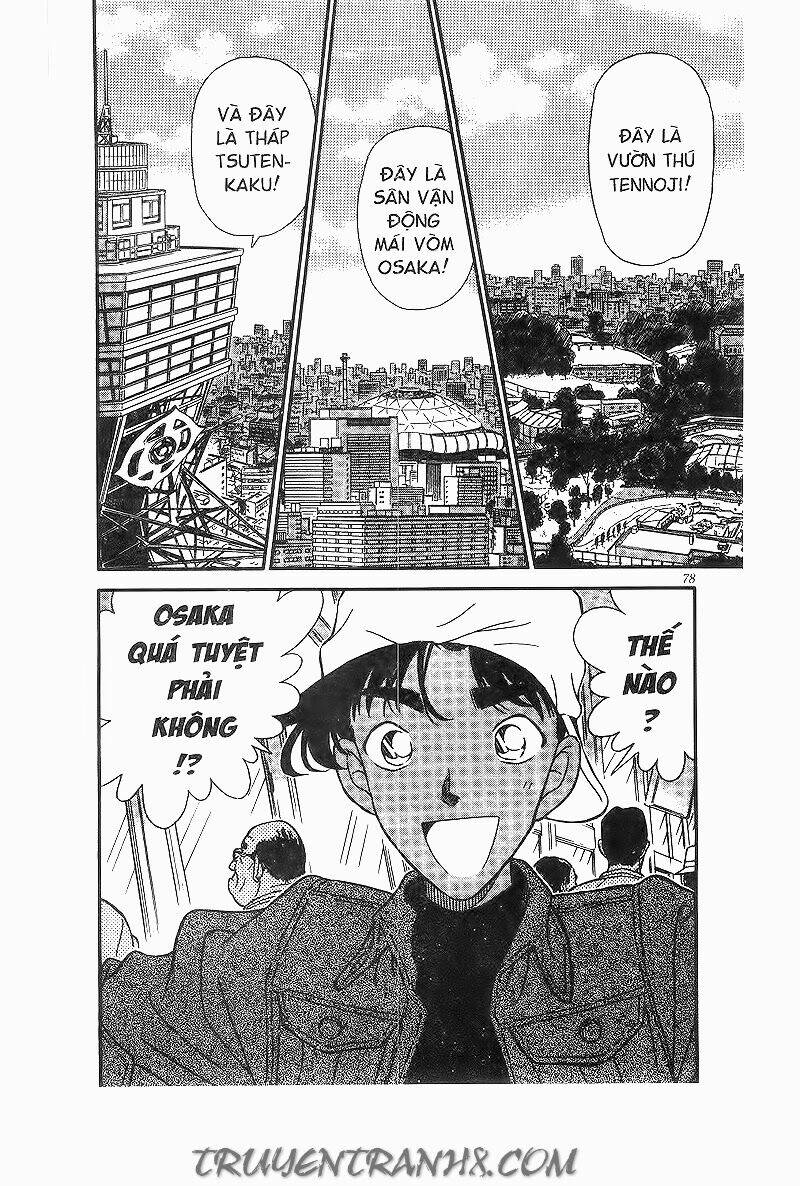 ĐÂY LÀ
VƯỜN THÚ
TENNOJI!
ĐÂY LÀ
SÂN VẬN
ĐỘNG
MÁI VÒM
OSAKA!
VÀ ĐÂY
LÀ THÁP
TSUTEN-
KAKU!
78
THẾ
NÀO
?
OSAKA
QUÁ TUYỆT
PHẢI
KHÔNG
!?
TRUYENTRANH8.COM